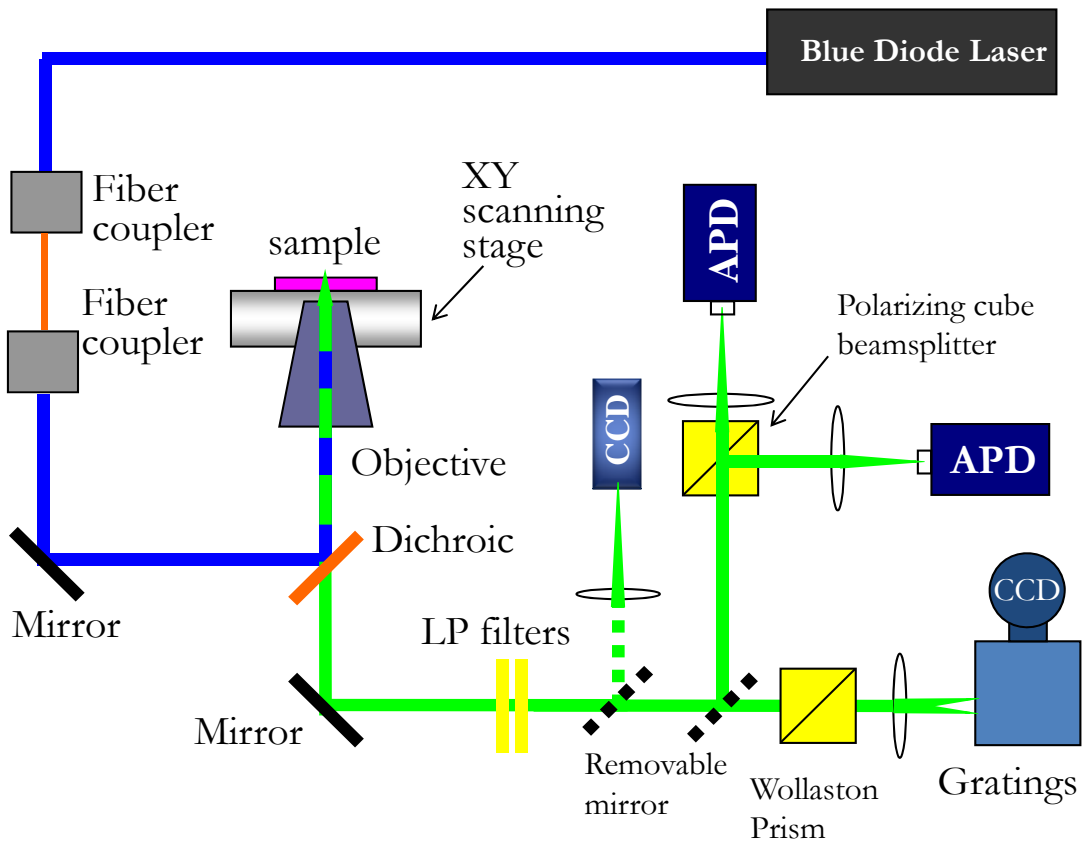 Blue Diode Laser
Fiber
coupler
XY
scanning
stage
APD
sample
Fiber
coupler
Polarizing cube
beamsplitter
CCD
APD
Objective
Dichroic
CCD
Mirror
LP filters
Mirror
Removable
mirror
Wollaston
Prism
Gratings